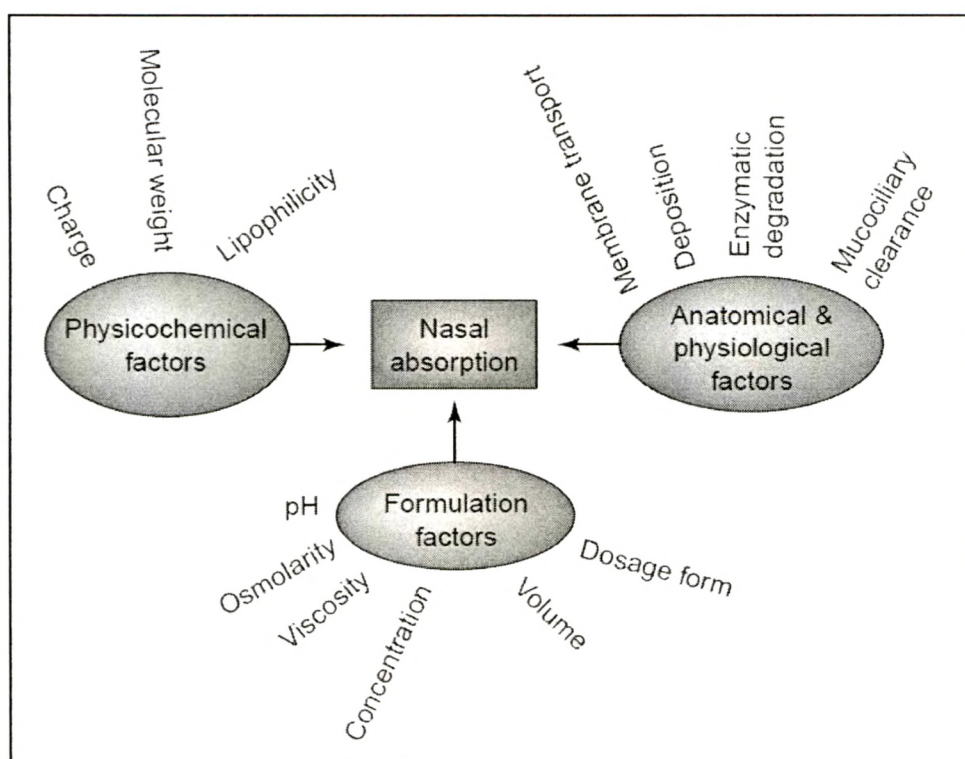 Charge
Molecular weight
Lipophilicity
Physicochemical
factors
Nasal
absorption
Membrane transport
Deposition
Enzymatic
degradation
Mucociliary
clearance
Anatomical &
physiological
factors
Formulation
factors
pH
Osmolarity
Viscosity
Concentration
Volume
Dosage form